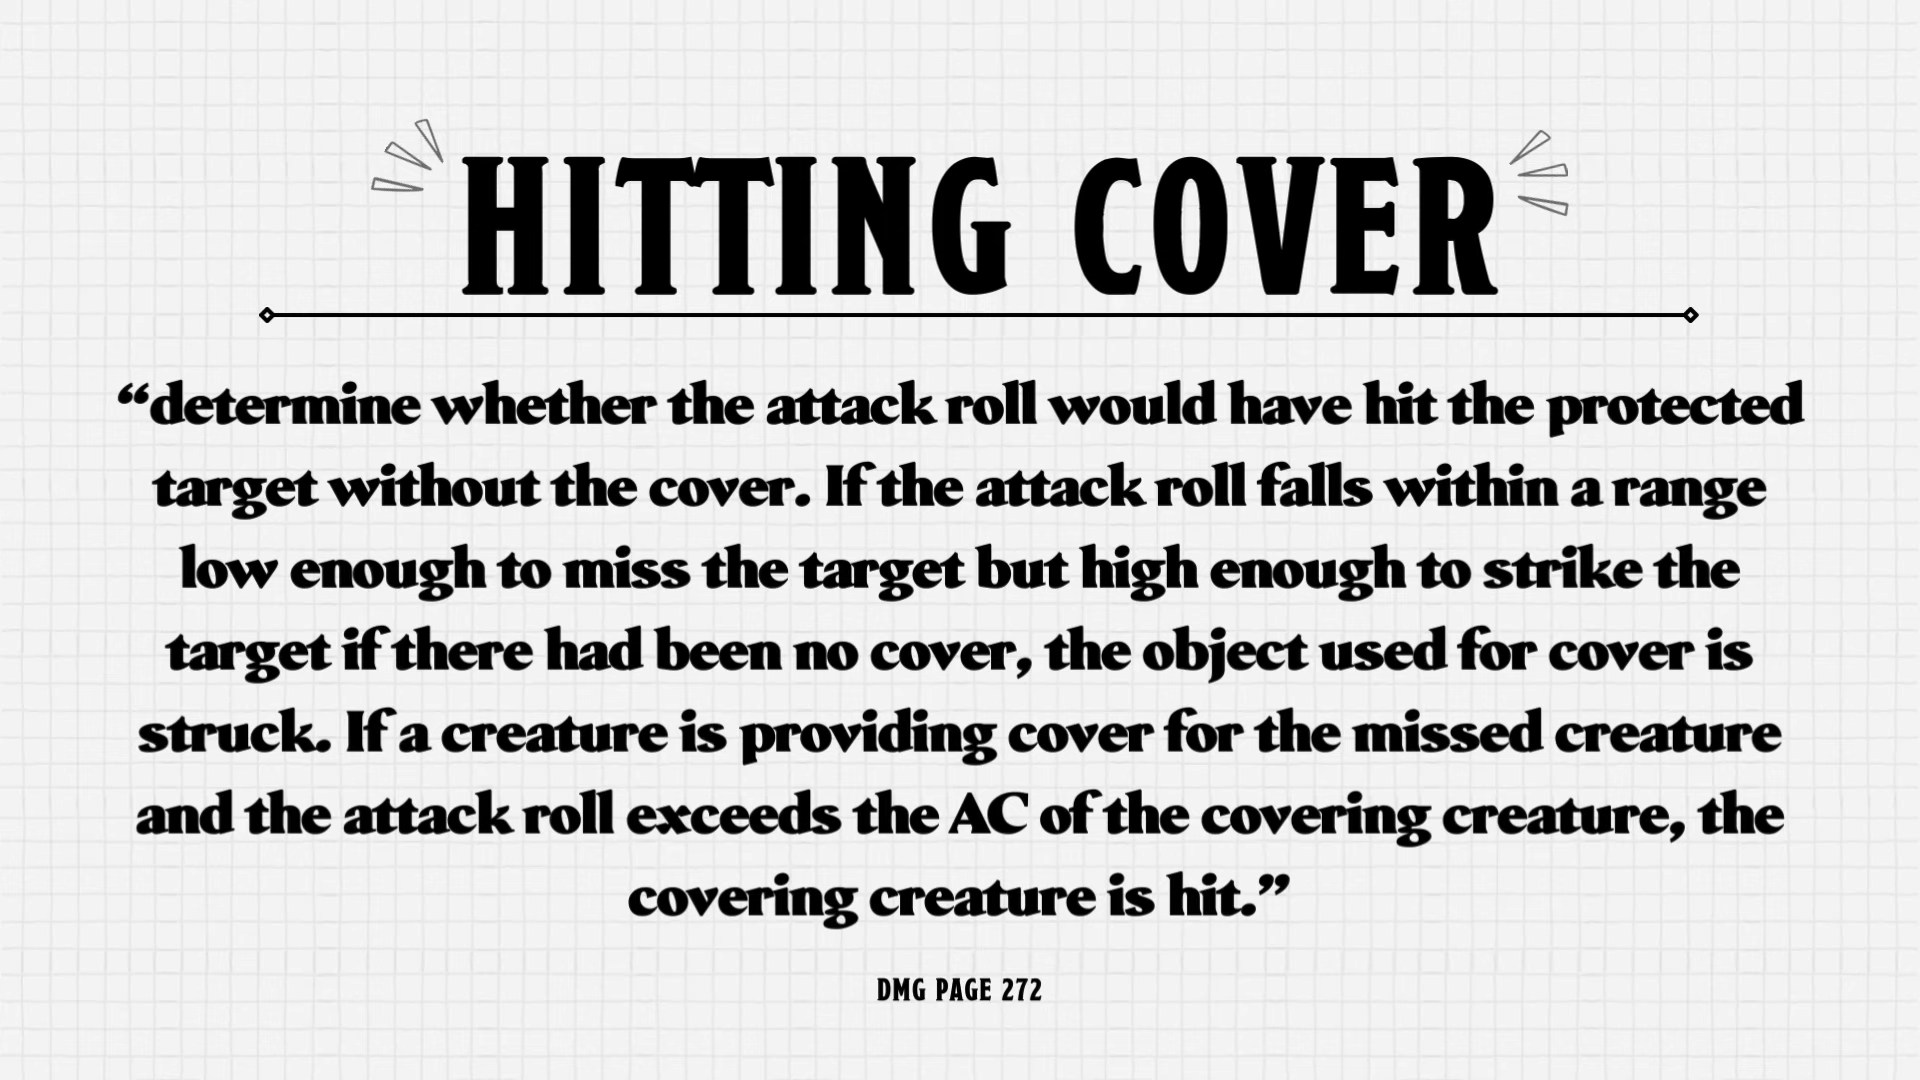 HITTING COVER
“determine whether the attack roll would have hit the protected
target without the cover. If the attack roll falls within a range
low enough to miss the target but high enough to strike the
target if there had been no cover, the object used for cover is
struck. If a creature is providing cover for the missed creature
and the attack roll exceeds the AC of the covering creature, the
covering creature is hit.”
DMG PAGE 272